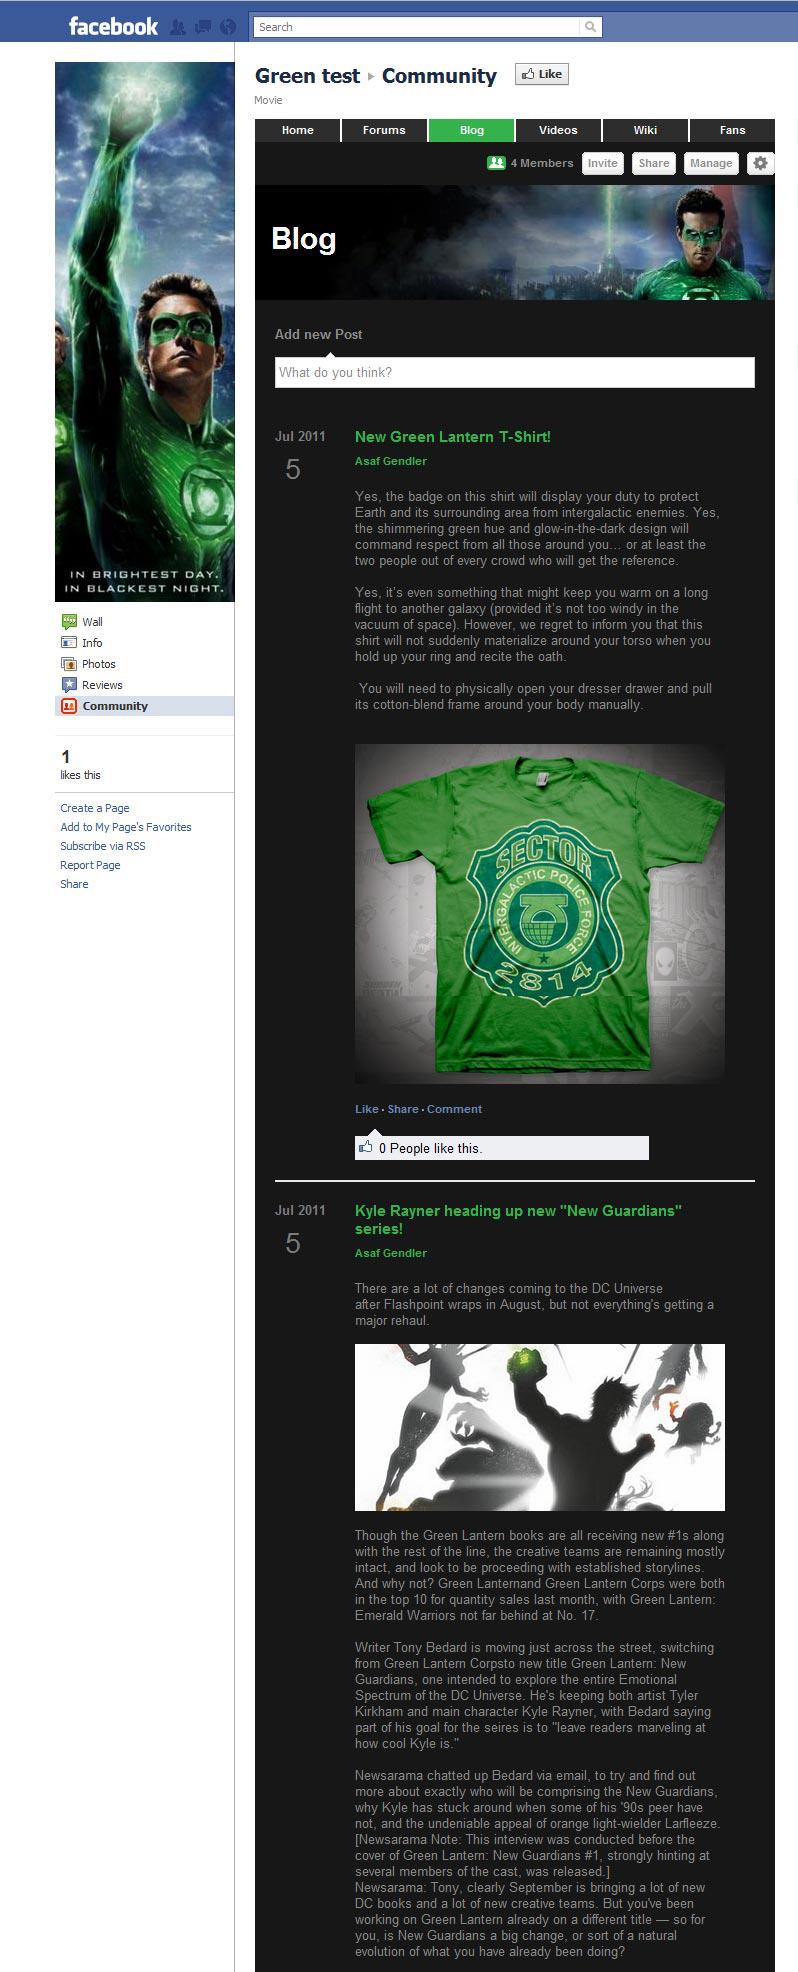 facebook
Search
Green test ▸ Community
Like
Movie
Home
Forums
Blog
Videos
Wiki
Fans
4 Members
Invite
Share
Manage
Blog
IN BRIGHTEST DAY.
IN BLACKEST NIGHT.
Wall
Info
Photos
Reviews
Community
1
likes this
Create a Page
Add to My Page's Favorites
Subscribe via RSS
Report Page
Share
Add new Post
What do you think?
Jul 2011
5
New Green Lantern T-Shirt!
Asaf Gendler
Yes, the badge on this shirt will display your duty to protect
Earth and its surrounding area from intergalactic enemies. Yes,
the shimmering green hue and glow-in-the-dark design will
command respect from all those around you... or at least the
two people out of every crowd who will get the reference.
Yes, it's even something that might keep you warm on a long
flight to another galaxy (provided it's not too windy in the
vacuum of space). However, we regret to inform you that this
shirt will not suddenly materialize around your torso when you
hold up your ring and recite the oath.
You will need to physically open your dresser drawer and pull
its cotton-blend frame around your body manually.
SECTOR
INTERGALACTIC POLICE FORCE
2814
Like · Share · Comment
0 People like this.
Jul 2011
5
Kyle Rayner heading up new "New Guardians"
series!
Asaf Gendler
There are a lot of changes coming to the DC Universe
after Flashpoint wraps in August, but not everything's getting a
major rehaul.
Though the Green Lantern books are all receiving new #1s along
with the rest of the line, the creative teams are remaining mostly
intact, and look to be proceeding with established storylines.
And why not? Green Lanternand Green Lantern Corps were both
in the top 10 for quantity sales last month, with Green Lantern:
Emerald Warriors not far behind at No. 17.
Writer Tony Bedard is moving just across the street, switching
from Green Lantern Corpsto new title Green Lantern: New
Guardians, one intended to explore the entire Emotional
Spectrum of the DC Universe. He's keeping both artist Tyler
Kirkham and main character Kyle Rayner, with Bedard saying
part of his goal for the seires is to "leave readers marveling at
how cool Kyle is."
Newsarama chatted up Bedard via email, to try and find out
more about exactly who will be comprising the New Guardians,
why Kyle has stuck around when some of his '90s peer have
not, and the undeniable appeal of orange light-wielder Larfleeze.
[Newsarama Note: This interview was conducted before the
cover of Green Lantern: New Guardians #1, strongly hinting at
several members of the cast, was released.]
Newsarama: Tony, clearly September is bringing a lot of new
DC books and a lot of new creative teams. But you've been
working on Green Lantern already on a different title — so for
you, is New Guardians a big change, or sort of a natural
evolution of what you have already been doing?